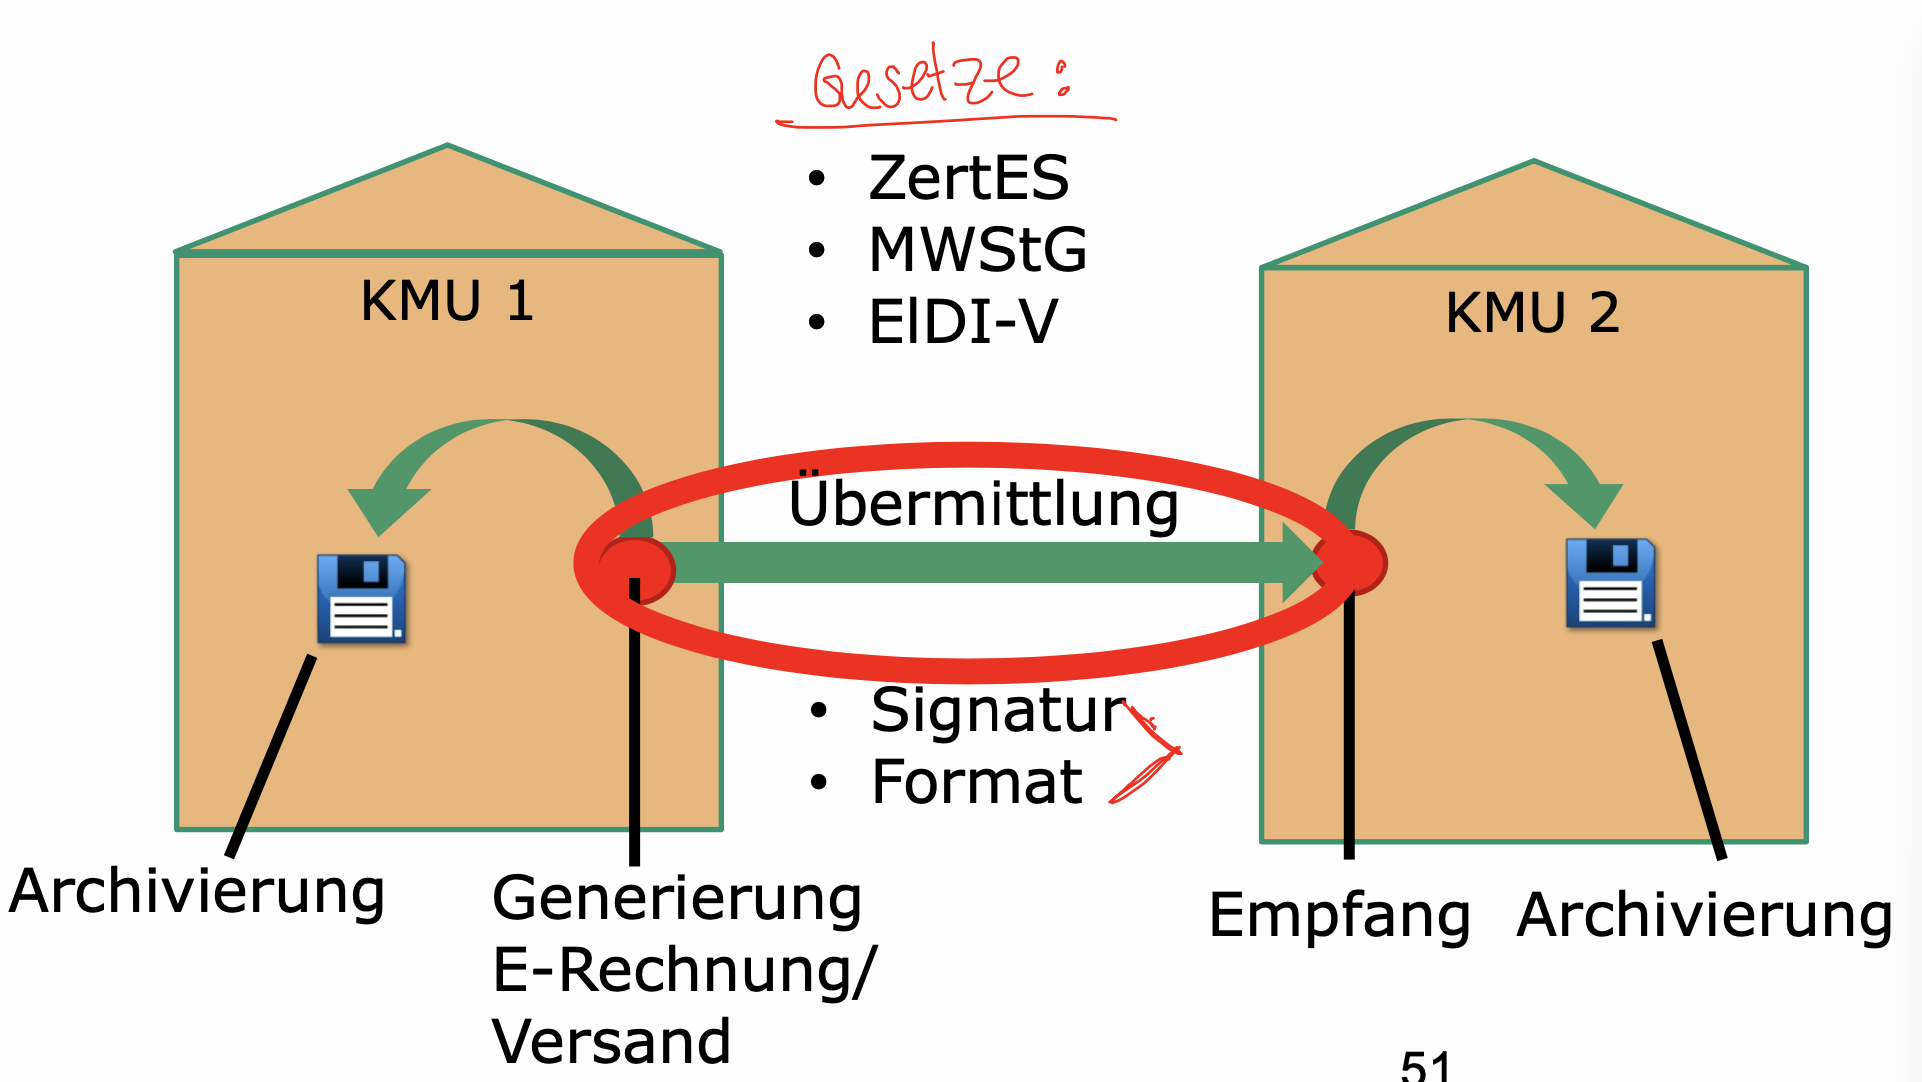 Gesetze:
• ZertES
• MWStG
• ElDI-V
KMU 1
KMU 2
Übermittlung
• Signatur
• Format
Archivierung
Generierung
E-Rechnung/
Versand
Empfang
Archivierung
51